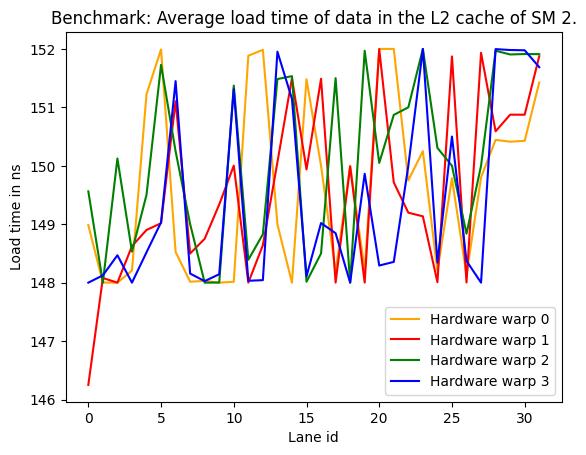 Benchmark: Average load time of data in the L2 cache of SM 2.
152
151
150
149
148
147
146
Load time in ns
0
5
10
15
20
25
30
Lane id
Hardware warp 0
Hardware warp 1
Hardware warp 2
Hardware warp 3